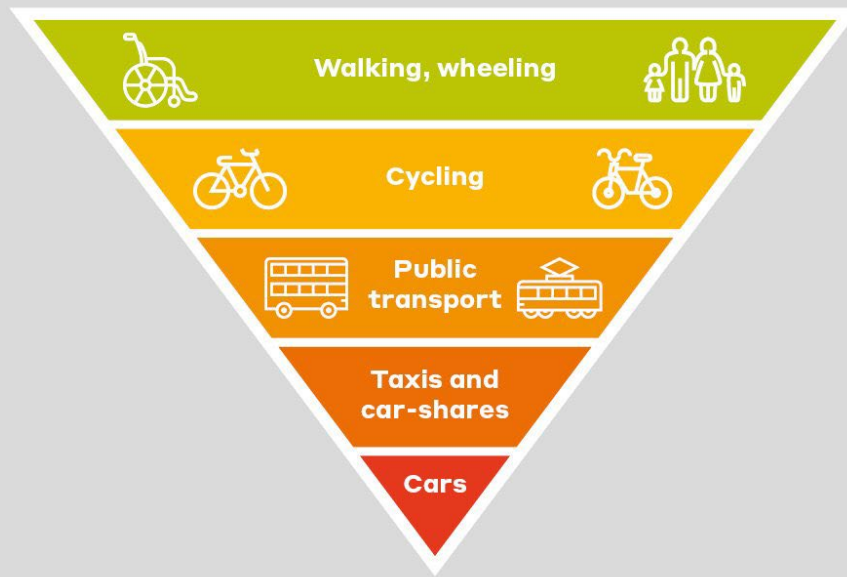 Walking, wheeling
Cycling
Public
transport
Taxis and
car-shares
Cars